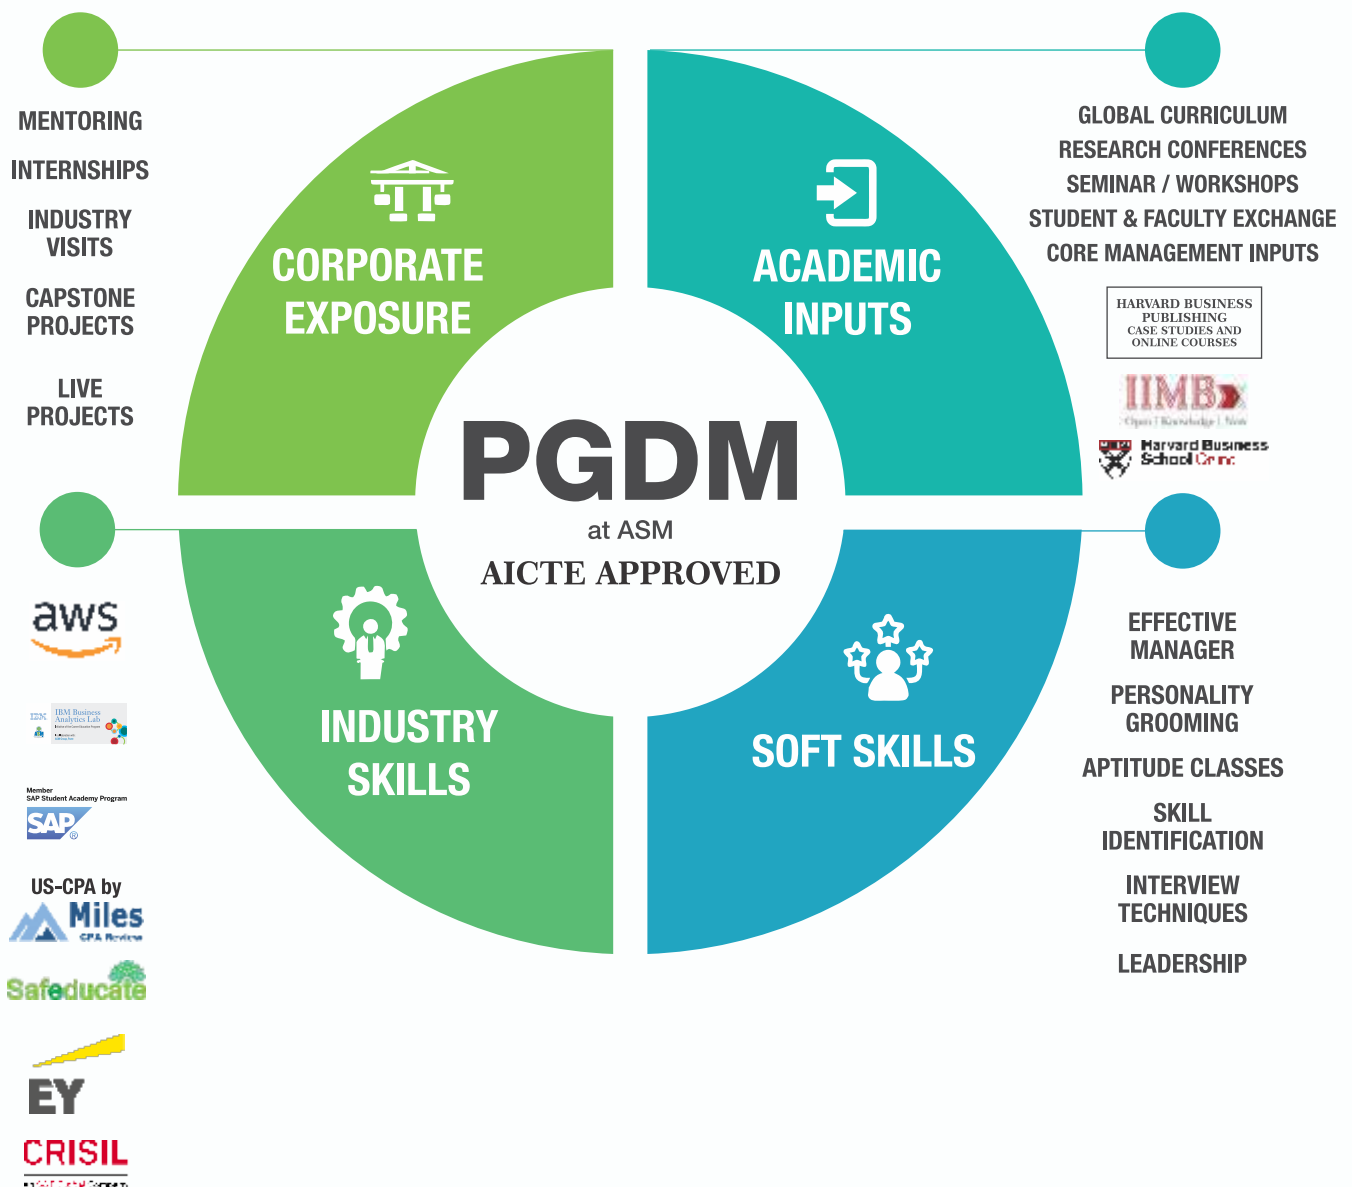 MENTORING
INTERNSHIPS
INDUSTRY
VISITS
CAPSTONE
PROJECTS
LIVE
PROJECTS
CORPORATE
EXPOSURE
ACADEMIC
INPUTS
GLOBAL CURRICULUM
RESEARCH CONFERENCES
SEMINAR / WORKSHOPS
STUDENT & FACULTY EXCHANGE
CORE MANAGEMENT INPUTS
HARVARD BUSINESS
PUBLISHING
CASE STUDIES AND
ONLINE COURSES
IIMBx
Harvard Business
School
PGDM
at ASM
AICTE APPROVED
aws
IBM
IBM Business
Analytics Lab
Member
SAP Student Academy Program
SAP®
US-CPA by
Miles
CPA Review
Safeducate
EY
CRISIL
INDUSTRY
SKILLS
SOFT SKILLS
EFFECTIVE
MANAGER
PERSONALITY
GROOMING
APTITUDE CLASSES
SKILL
IDENTIFICATION
INTERVIEW
TECHNIQUES
LEADERSHIP